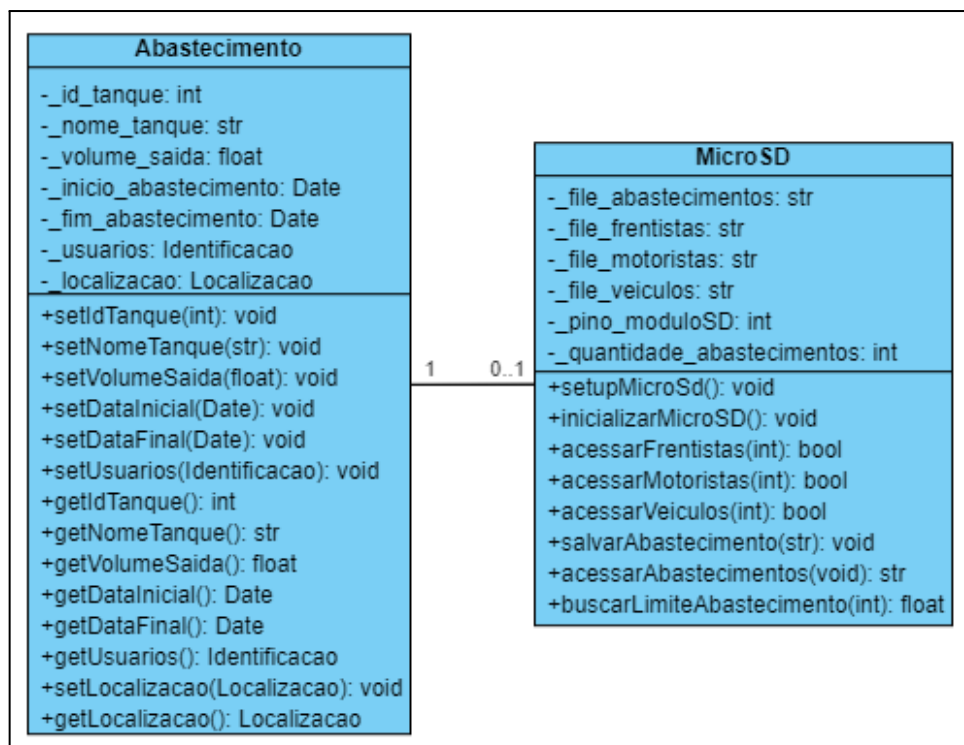 Abastecimento
-_id_tanque: int
-_nome_tanque: str
-_volume_saida: float
-_inicio_abastecimento: Date
-_fim_abastecimento: Date
-_usuarios: Identificacao
-_localizacao: Localizacao
+setIdTanque(int): void
+setNomeTanque(str): void
+setVolumeSaida(float): void
+setDataInicial(Date): void
+setDataFinal(Date): void
+setUsuarios(Identificacao): void
+getIdTanque(): int
+getNomeTanque(): str
+getVolumeSaida(): float
+getDataInicial(): Date
+getDataFinal(): Date
+getUsuarios(): Identificacao
+setLocalizacao(Localizacao): void
+getLocalizacao(): Localizacao
1
0..1
MicroSD
-_file_abastecimentos: str
-_file_frentistas: str
-_file_motoristas: str
-_file_veiculos: str
-_pino_moduloSD: int
-_quantidade_abastecimentos: int
+setupMicroSd(): void
+inicializarMicroSD(): void
+acessarFrentistas(int): bool
+acessarMotoristas(int): bool
+acessarVeiculos(int): bool
+salvarAbastecimento(str): void
+acessarAbastecimentos(void): str
+buscarLimiteAbastecimento(int): float